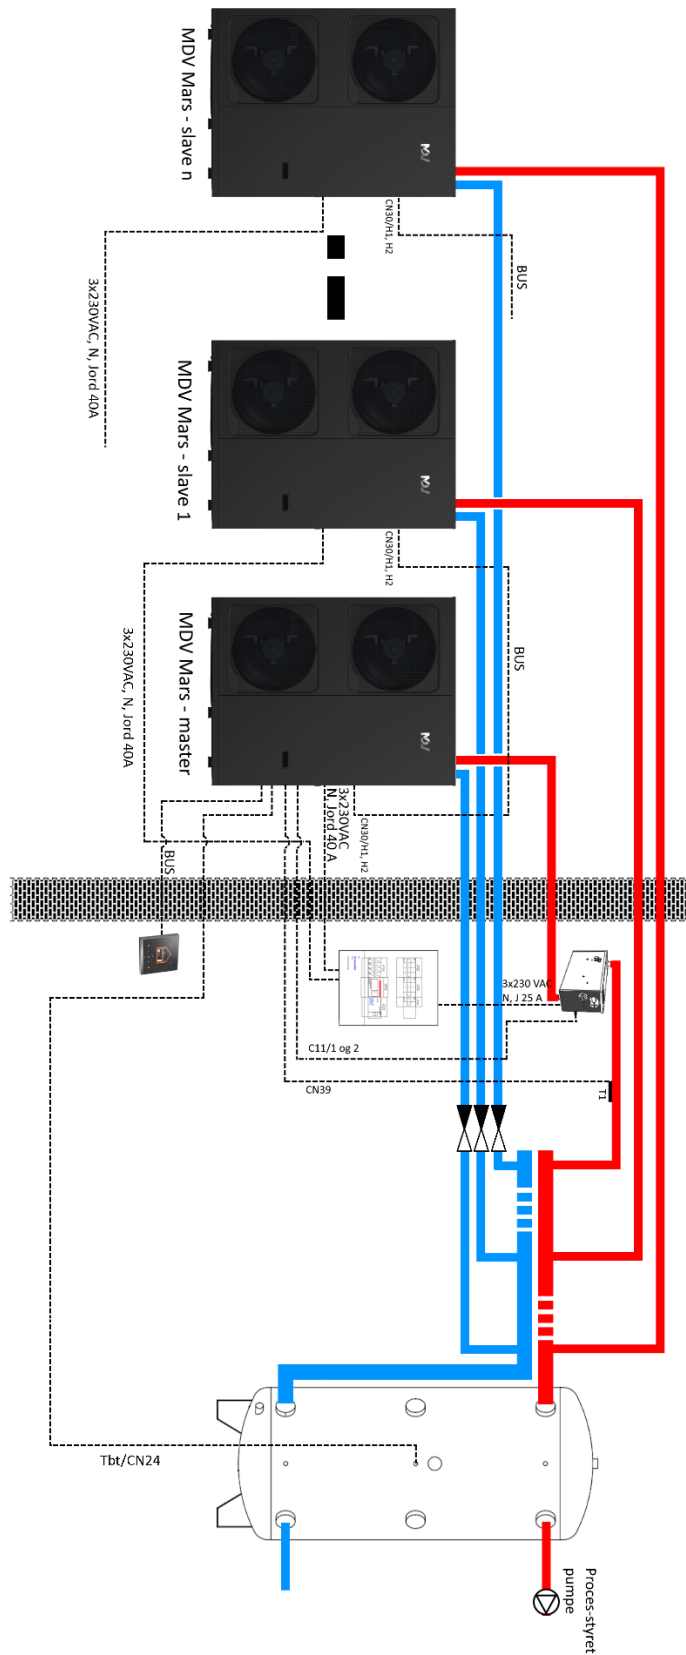 MDV Mars - slave n
CN30/H1, H2
BUS
3x230VAC, N, Jord 40A
MDV Mars - slave 1
CN30/H1, H2
BUS
3x230VAC, N, Jord 40A
MDV Mars - master
3x230VAC
N, Jord 40 A
CN30/H1, H2
BUS
3x230 VAC
N, J 25 A
C11/1 og 2
CN39
T1
Tbt/CN24
Proces-styret
pumpe